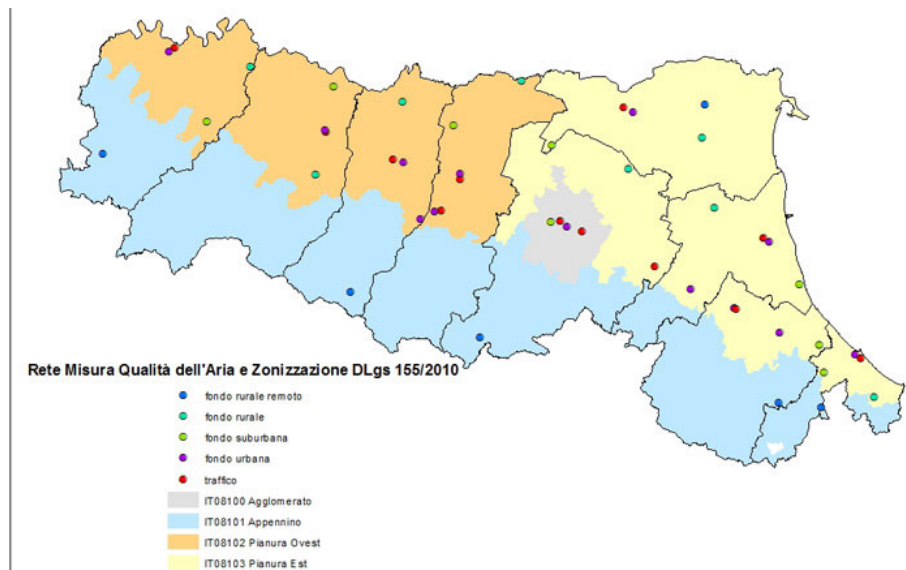 Rete Misura Qualità dell'Aria e Zonizzazione DLgs 155/2010
fondo rurale remoto
fondo rurale
fondo suburbana
fondo urbana
traffico
IT08100 Agglomerato
IT08101 Appennino
IT08102 Pianura Ovest
IT08103 Pianura Est